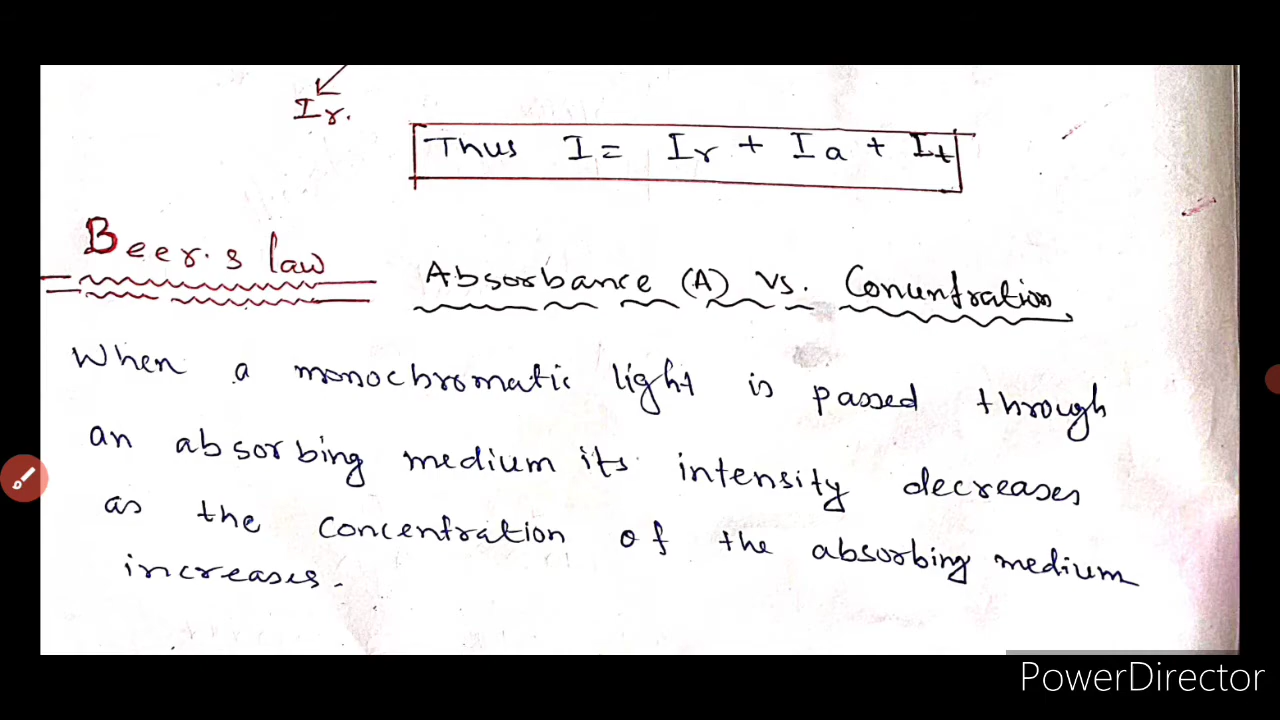 Ir.
Thus I = Ir + Ia + It
Beer's law
Absorbance (A) Vs. Conuntration
When a monochromatic light is passed through
an absorbing medium its intensity decreases
as the concentration of the absorbing medium
increases.
PowerDirector